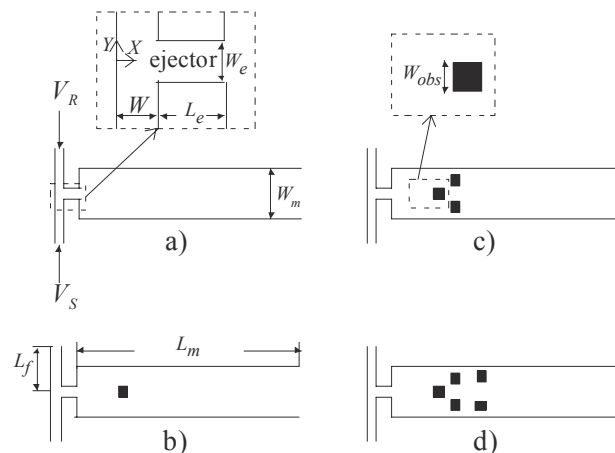 Y X
ejector W_e
W L_e
V_R
W_m
a)
V_S
W_obs
c)
L_f L_m
b)
d)